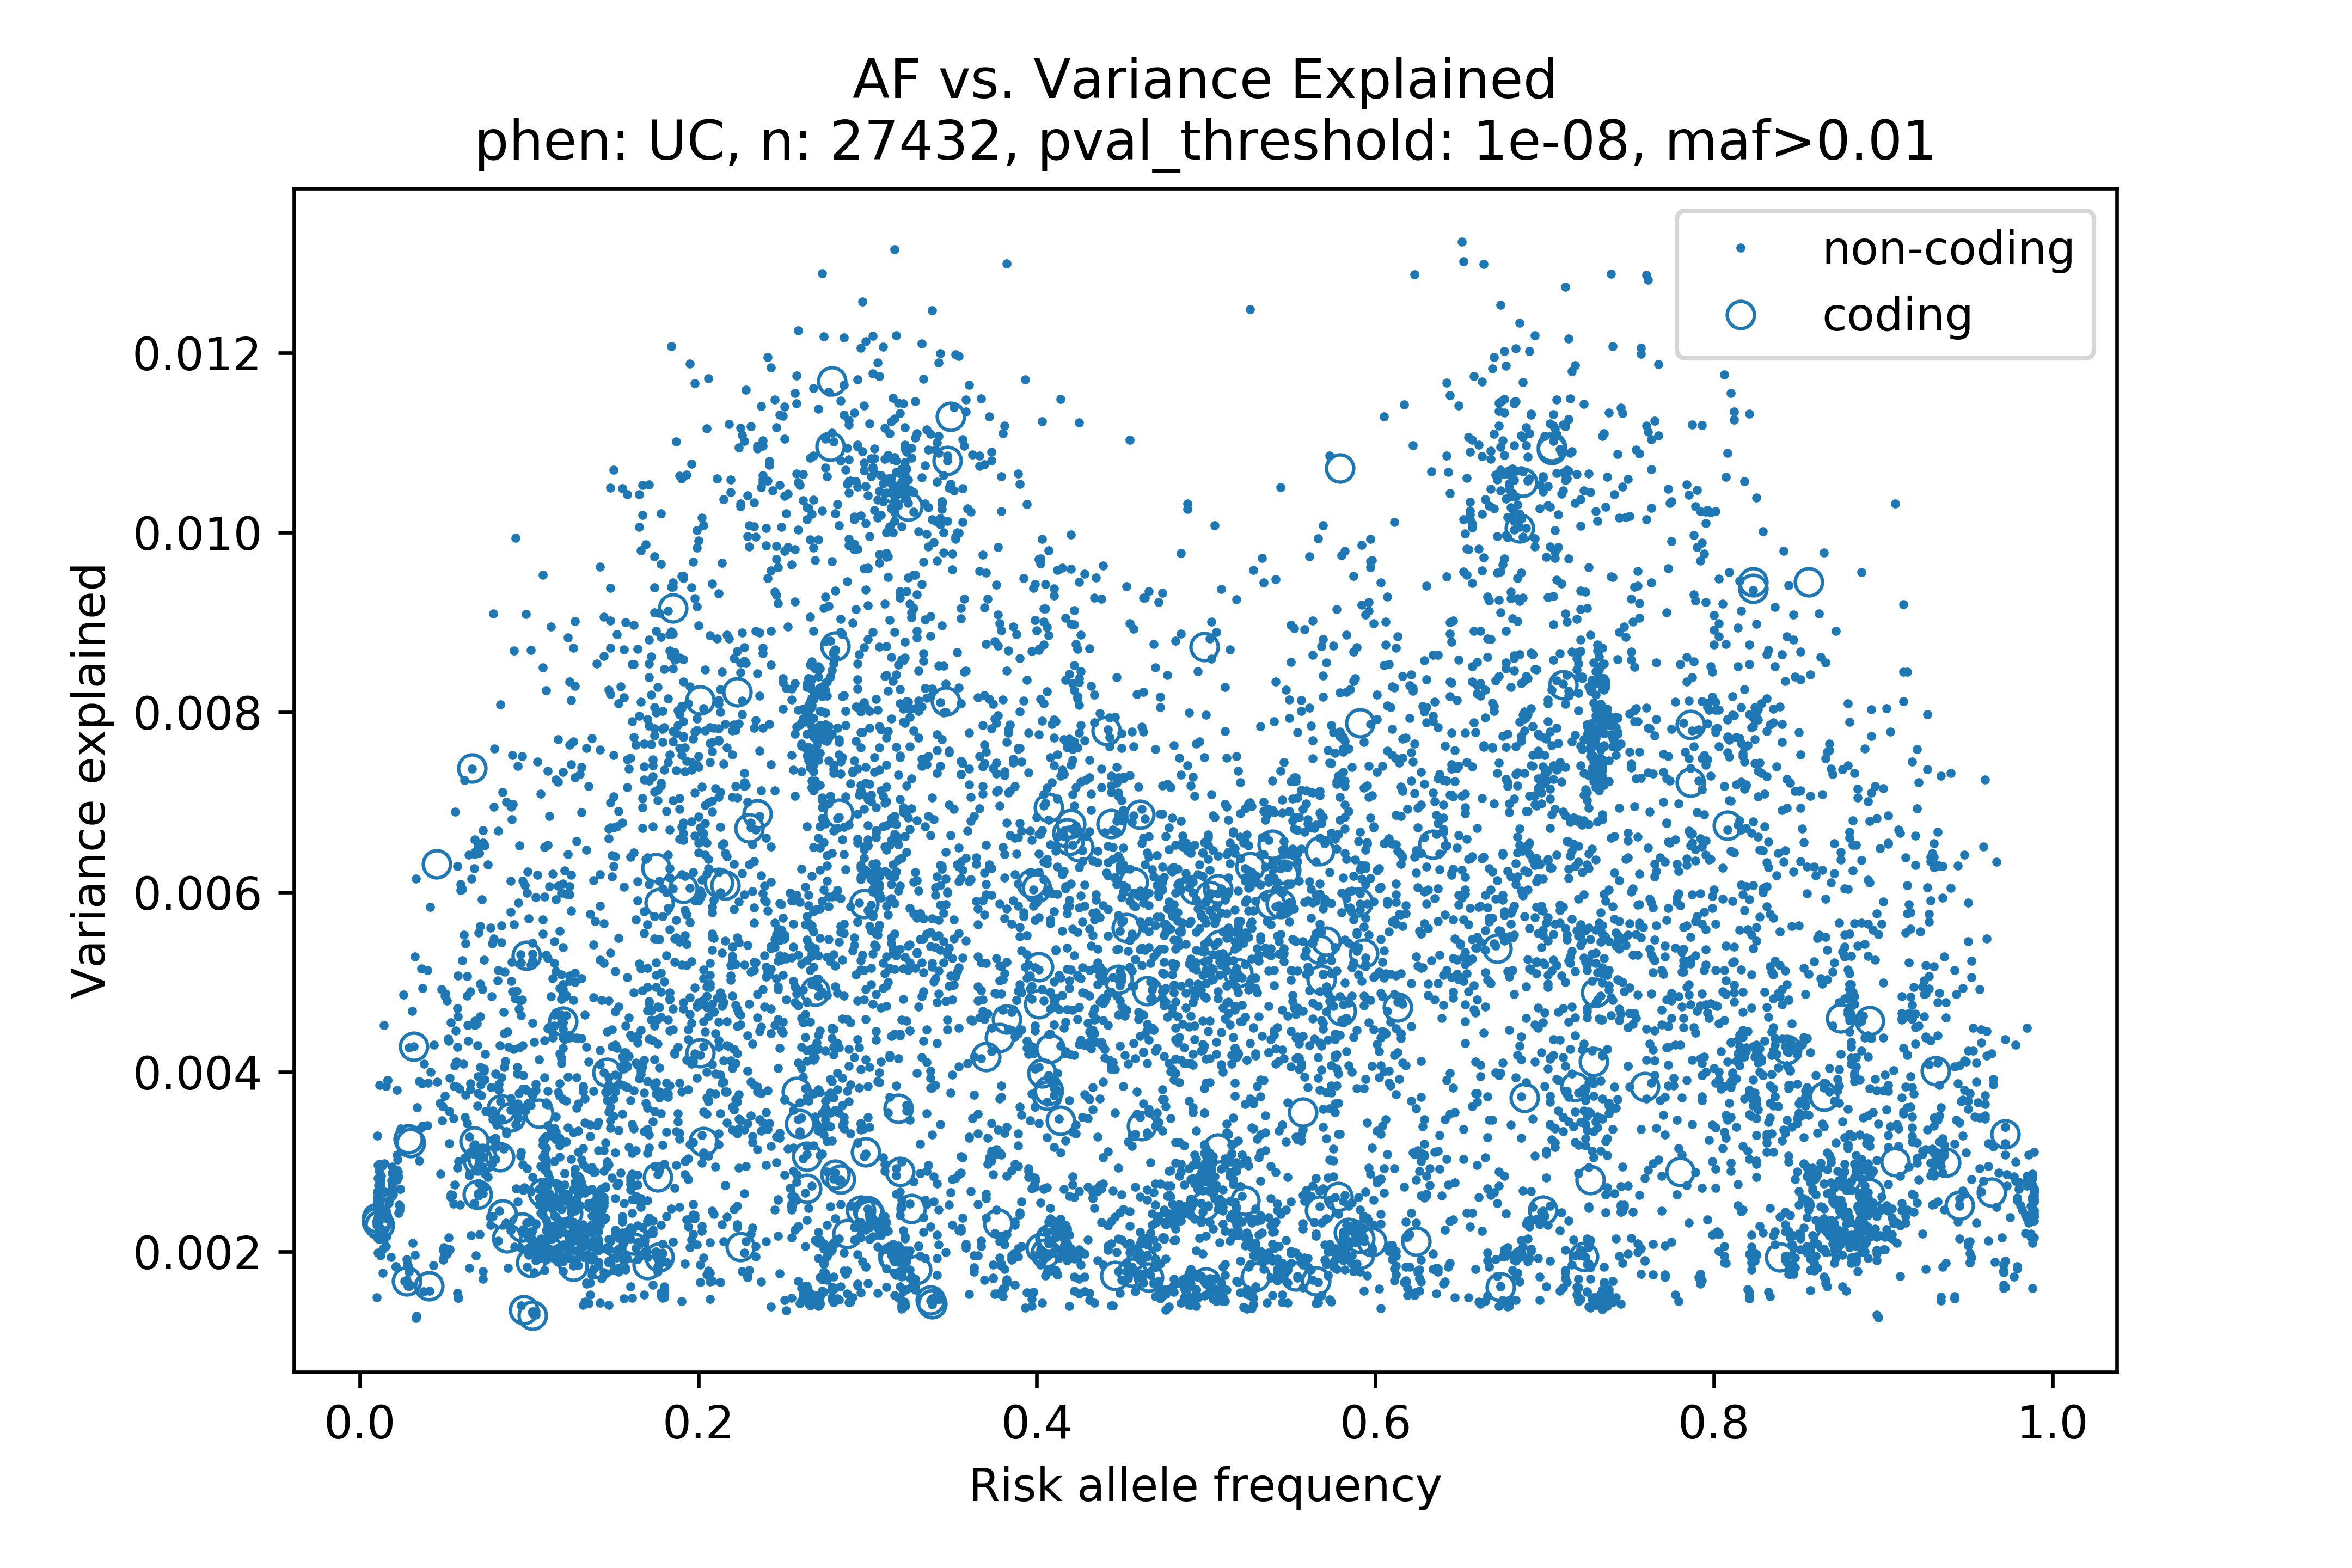 AF vs. Variance Explained
phen: UC, n: 27432, pval_threshold: 1e-08, maf>0.01
non-coding
coding
0.012
0.010
0.008
0.006
0.004
0.002
Variance explained
0.0 0.2 0.4 0.6 0.8 1.0
Risk allele frequency